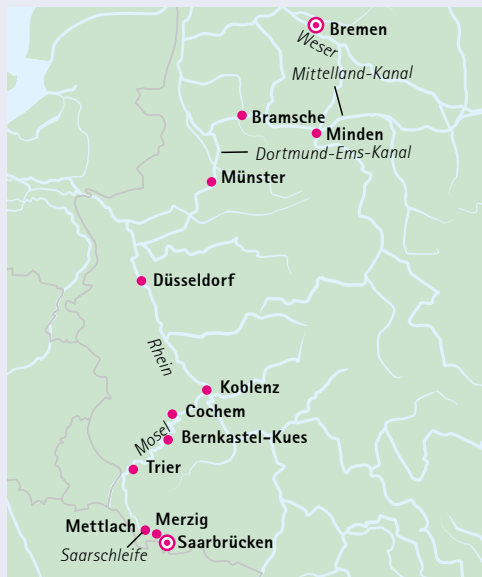 Bremen
Weser
Mittelland-Kanal
Bramsche
Minden
Dortmund-Ems-Kanal
Münster
Düsseldorf
Rhein
Koblenz
Cochem
Mosel
Bernkastel-Kues
Trier
Mettlach
Merzig
Saarbrücken
Saarschleife